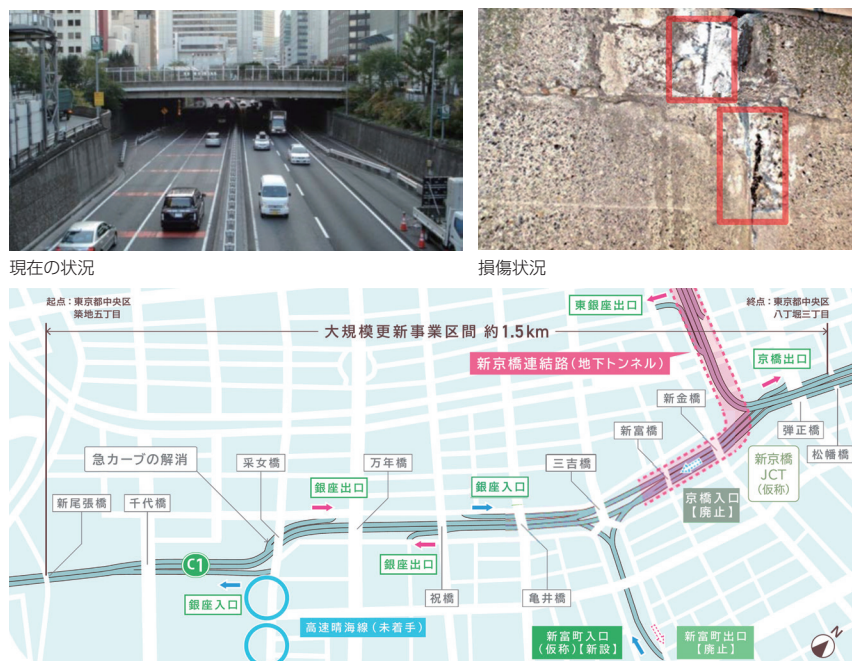 現在の状況
損傷状況
起点：東京都中央区
築地五丁目
大規模更新事業区間 約1.5km
東銀座出口
終点：東京都中央区
八丁堀三丁目
新京橋連結路（地下トンネル）
京橋出口
新金橋
新富橋
弾正橋
松幡橋
急カーブの解消
采女橋
万年橋
三吉橋
新京橋
JCT
（仮称）
新尾張橋
千代橋
銀座出口
銀座入口
京橋入口
【廃止】
C1
銀座出口
銀座入口
祝橋
亀井橋
高速晴海線（未着手）
新富町入口
（仮称）【新設】
新富町出口
【廃止】
N